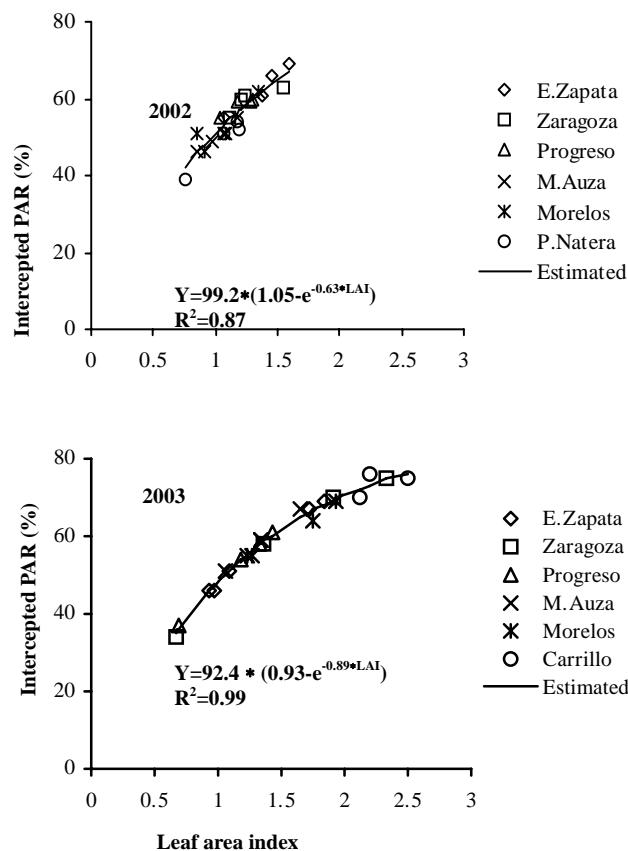 80
60
40
20
0
0 0.5 1 1.5 2 2.5 3
Intercepted PAR (%)
2002
Y=99.2*(1.05-e^-0.63*LAI)
R²=0.87
E.Zapata
Zaragoza
Progreso
M.Auza
Morelos
P.Natera
Estimated
80
60
40
20
0
0 0.5 1 1.5 2 2.5 3
Intercepted PAR (%)
2003
Y=92.4 * (0.93-e^-0.89*LAI)
R²=0.99
E.Zapata
Zaragoza
Progreso
M.Auza
Morelos
Carrillo
Estimated
Leaf area index